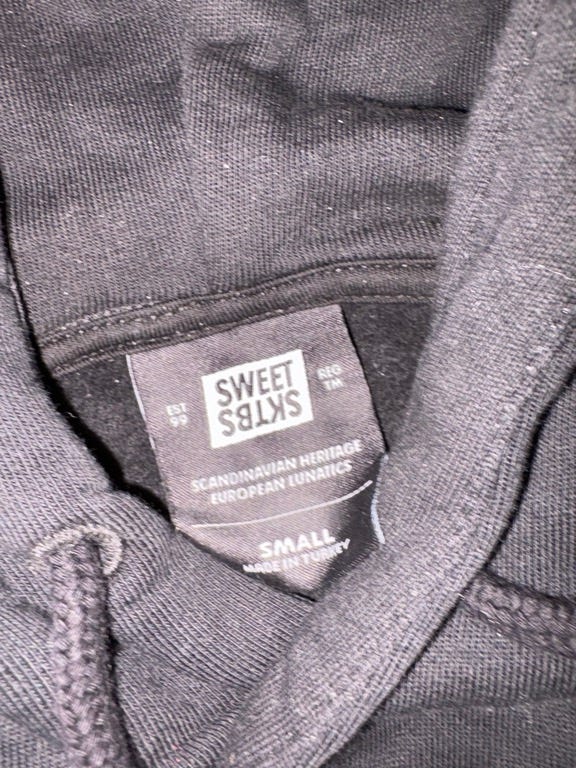 SWEET
SKTBS
EST
99
REG
TM
SCANDINAVIAN HERITAGE
EUROPEAN LUNATICS
SMALL
MADE IN TURKEY